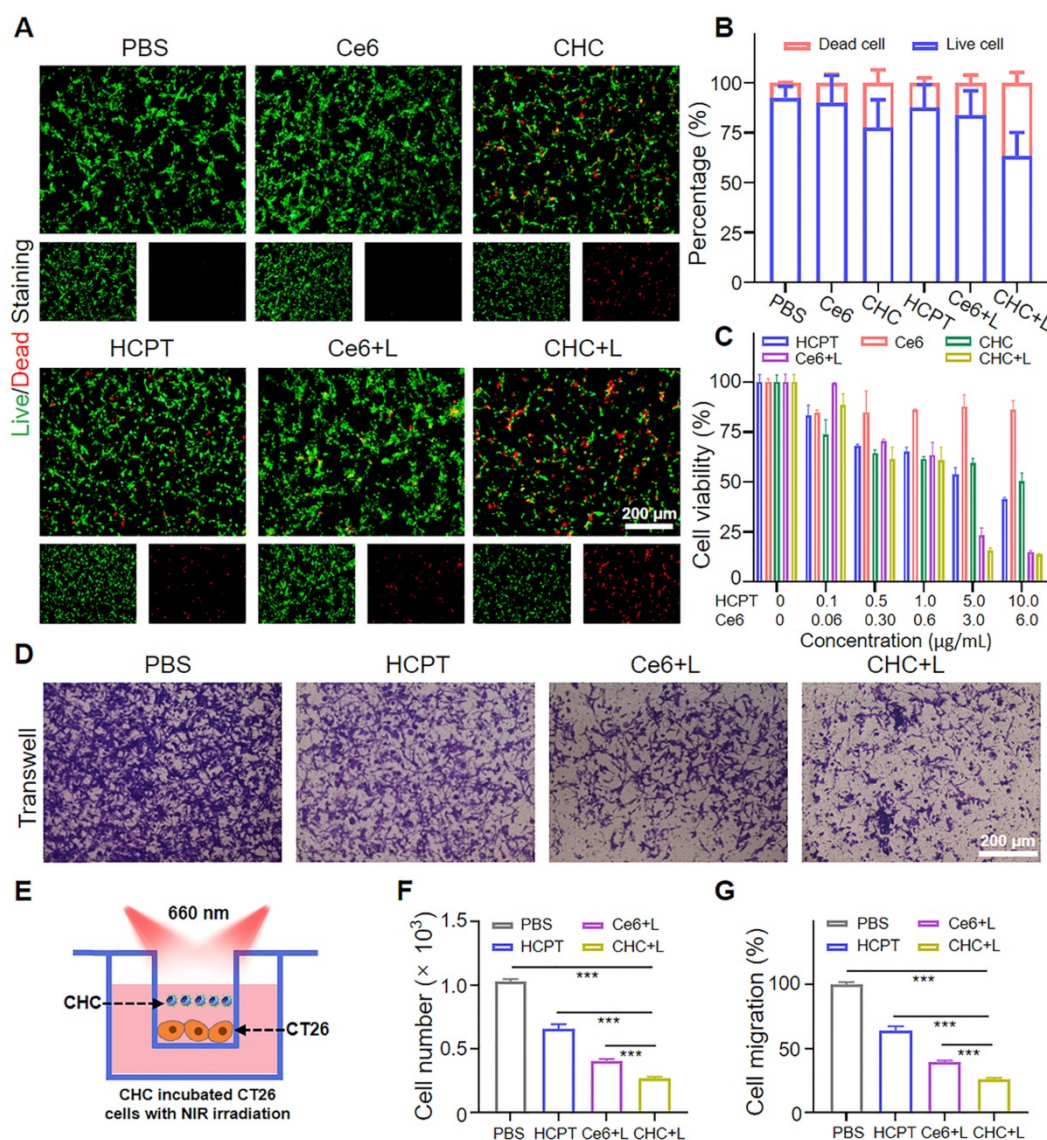 A
PBS
Ce6
CHC
HCPT
Ce6+L
CHC+L
200 μm
Live/Dead Staining
B
Dead cell
Live cell
Percentage (%)
100
75
50
25
0
PBS
Ce6
CHC
HCPT
Ce6+L
CHC+L
C
HCPT
Ce6
CHC
Ce6+L
CHC+L
Cell viability (%)
100
75
50
25
0
HCPT 0 0.1 0.5 1.0 5.0 10.0
Ce6 0 0.06 0.30 0.6 3.0 6.0
Concentration (μg/mL)
D
PBS
HCPT
Ce6+L
CHC+L
Transwell
200 μm
E
660 nm
CHC
CT26
CHC incubated CT26
cells with NIR irradiation
F
PBS
Ce6+L
HCPT
CHC+L
Cell number (× 10³)
1.5
1.0
0.5
0
***
***
***
PBS HCPT Ce6+L CHC+L
G
PBS
Ce6+L
HCPT
CHC+L
Cell migration (%)
100
50
0
***
***
***
PBS HCPT Ce6+L CHC+L